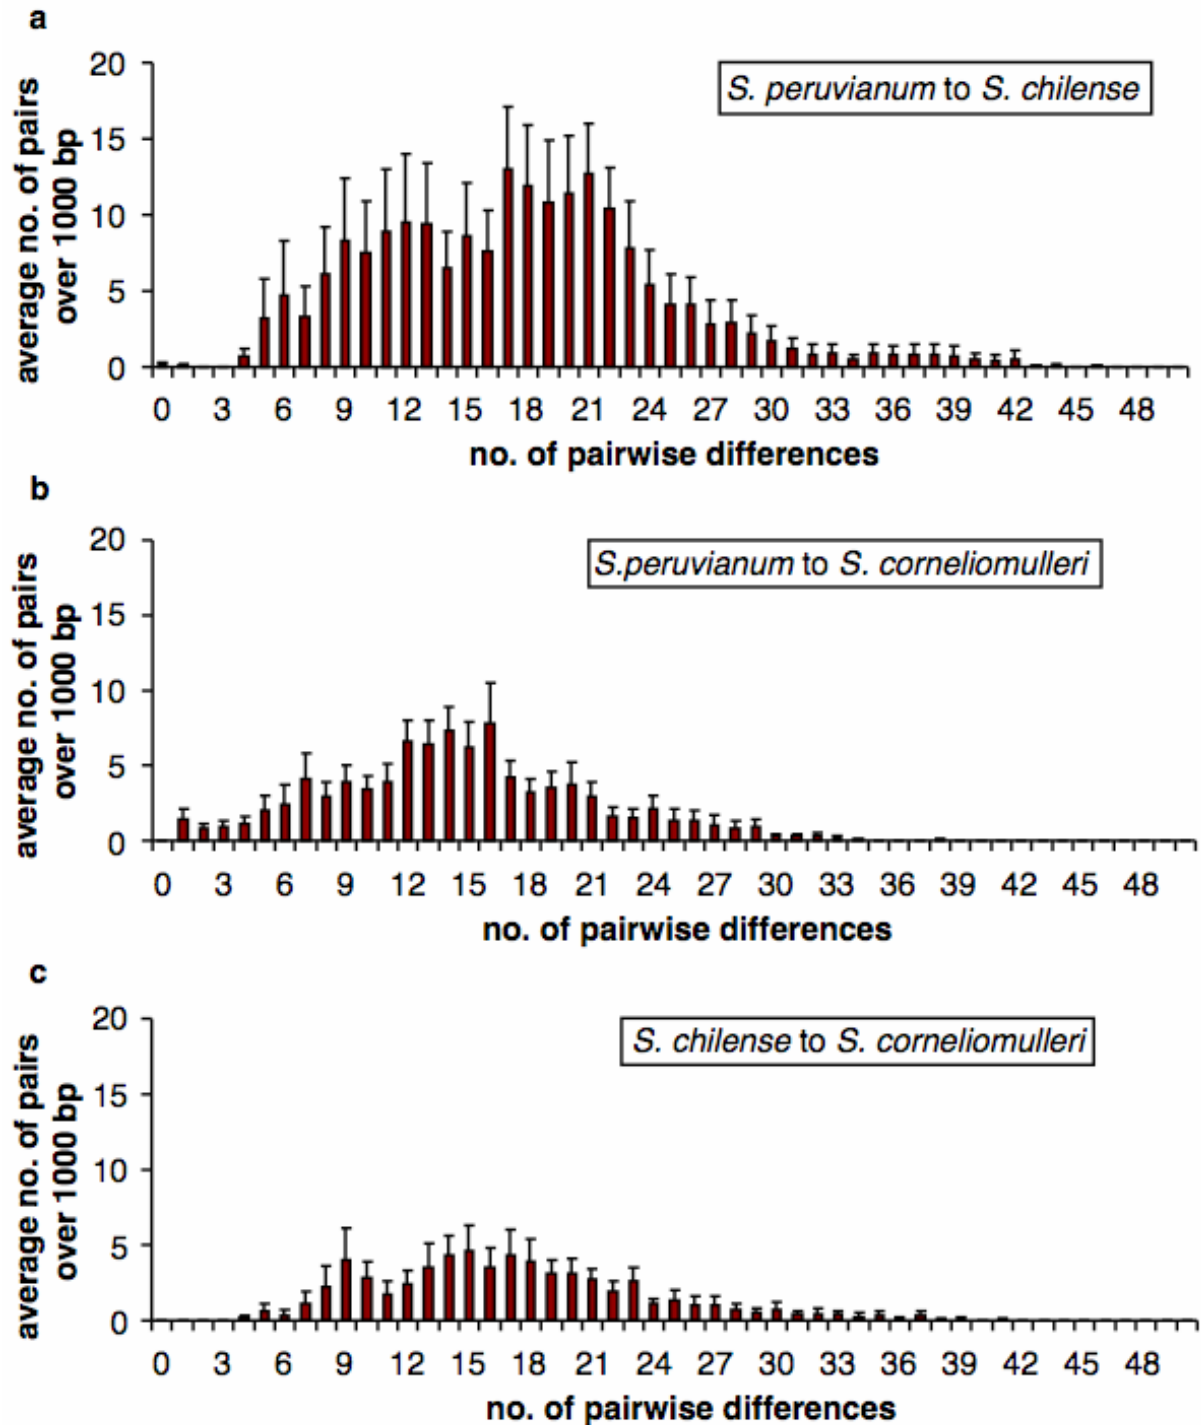 a
S. peruvianum to S. chilense
average no. of pairs
over 1000 bp
20
15
10
5
0
0 3 6 9 12 15 18 21 24 27 30 33 36 39 42 45 48
no. of pairwise differences
b
S.peruvianum to S. corneliomulleri
average no. of pairs
over 1000 bp
20
15
10
5
0
0 3 6 9 12 15 18 21 24 27 30 33 36 39 42 45 48
no. of pairwise differences
c
S. chilense to S. corneliomulleri
average no. of pairs
over 1000 bp
20
15
10
5
0
0 3 6 9 12 15 18 21 24 27 30 33 36 39 42 45 48
no. of pairwise differences